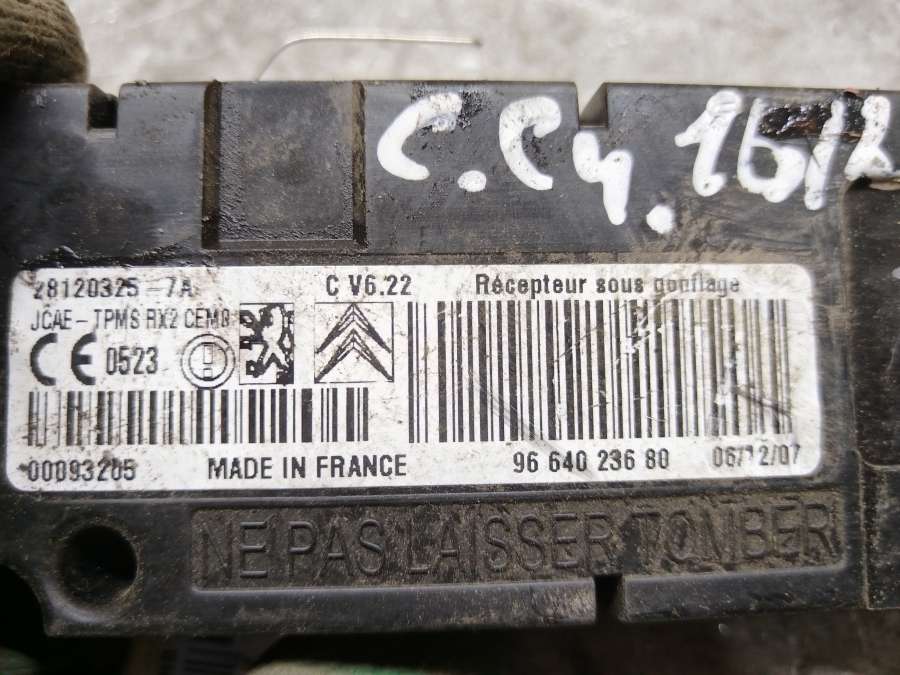 C.C4.16/
28120325-7A C V6.22 Récepteur sous gonflage
JCAE-TPMS RX2 CEM8
CE 0523
00093205 MADE IN FRANCE 96 640 236 80 06/12/07
NE PAS LAISSER TOMBER